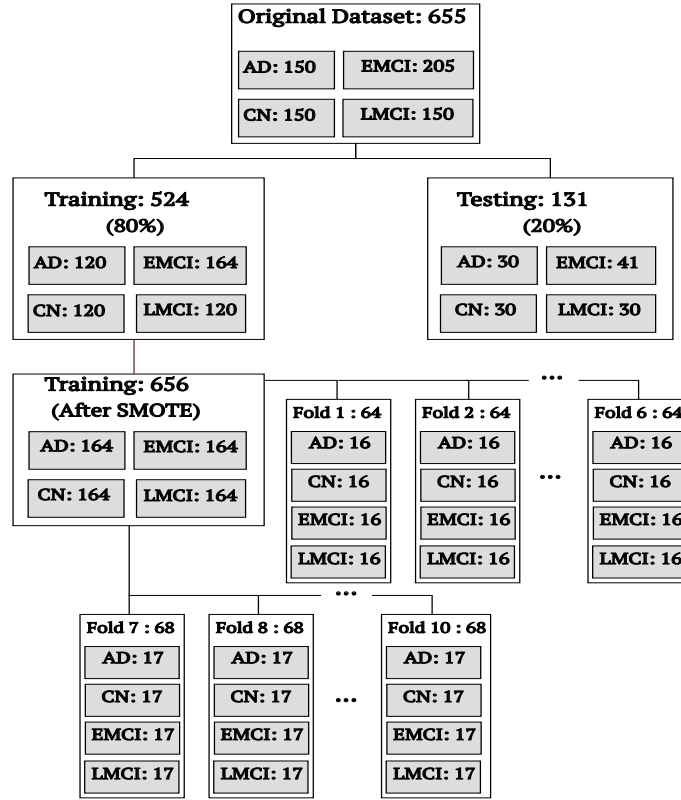 Original Dataset: 655
AD: 150
EMCI: 205
CN: 150
LMCI: 150
Training: 524
(80%)
AD: 120
EMCI: 164
CN: 120
LMCI: 120
Testing: 131
(20%)
AD: 30
EMCI: 41
CN: 30
LMCI: 30
Training: 656
(After SMOTE)
AD: 164
EMCI: 164
CN: 164
LMCI: 164
...
Fold 1 : 64
AD: 16
CN: 16
EMCI: 16
LMCI: 16
Fold 2 : 64
AD: 16
CN: 16
EMCI: 16
LMCI: 16
...
Fold 6 : 64
AD: 16
CN: 16
EMCI: 16
LMCI: 16
...
Fold 7 : 68
AD: 17
CN: 17
EMCI: 17
LMCI: 17
Fold 8 : 68
AD: 17
CN: 17
EMCI: 17
LMCI: 17
...
Fold 10 : 68
AD: 17
CN: 17
EMCI: 17
LMCI: 17